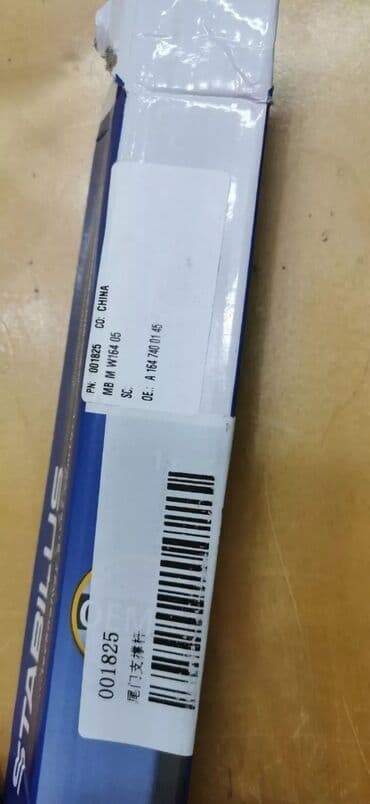 PN: 001825 CO: CHINA
MB M W164 05
SC:
OE.: A 164 740 01 45
STABILUS
OEM
001825
尾门支撑杆